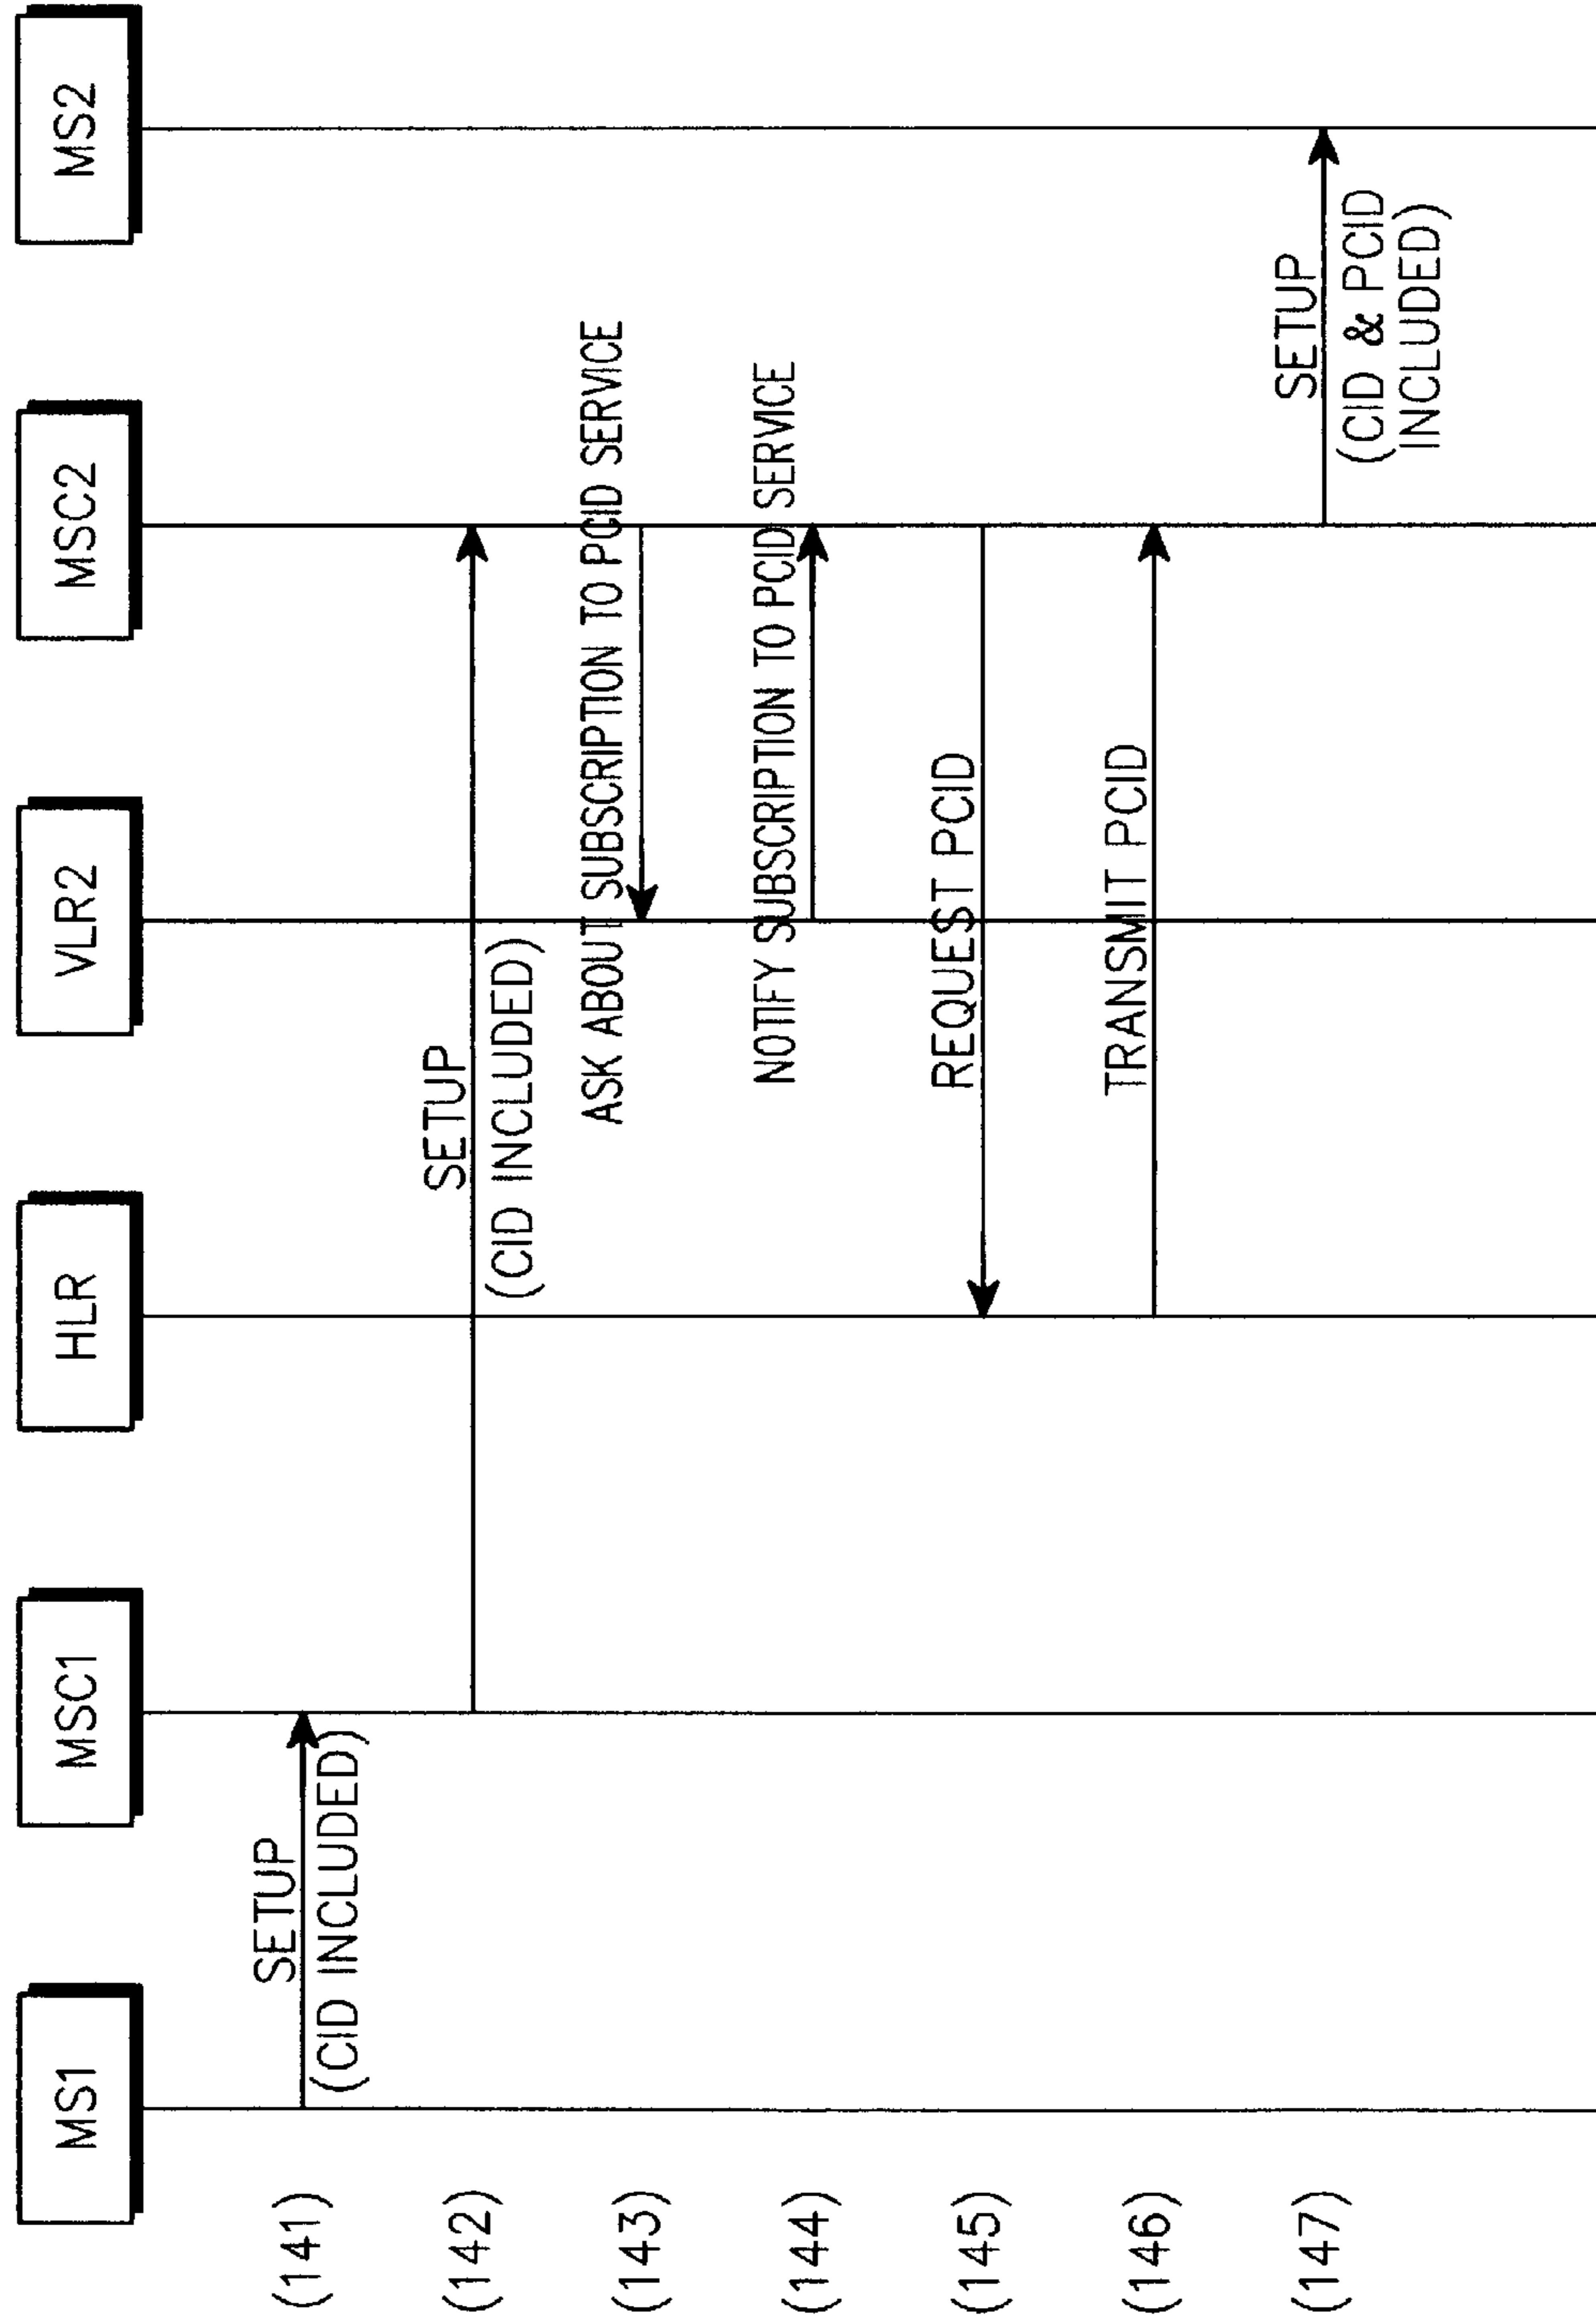 MS1
MSC1
HLR
VLR2
MSC2
MS2
(141)
SETUP
(CID INCLUDED)
(142)
SETUP
(CID INCLUDED)
(143)
ASK ABOUT SUBSCRIPTION TO PCID SERVICE
(144)
NOTIFY SUBSCRIPTION TO PCID SERVICE
(145)
REQUEST PCID
(146)
TRANSMIT PCID
(147)
SETUP
(CID & PCID
INCLUDED)